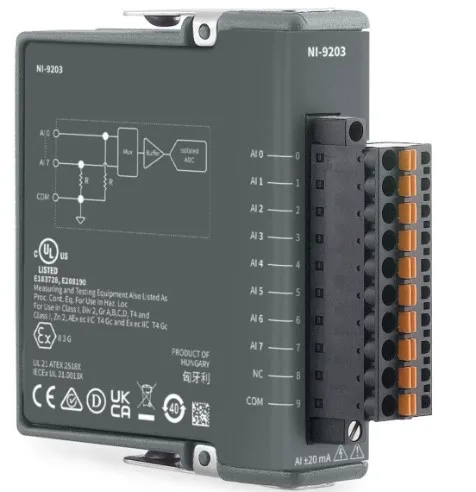 NI-9203
AI 0
AI 7
COM
R
R
Mux
Buffer
Isolated
ADC
C UL US
LISTED
E183728, E208190
Measuring and Testing Equipment Also Listed As
Proc. Cont. Eq. For Use in Haz. Loc
For Use in Class I, Div 2, Gr A,B,C,D, T4 and
Class I, Zn 2, AEx ec IIC T4 Gc and Ex ec IIC T4 Gc
Ex II 3 G
UL 21 ATEX 2518X
IECEx UL 21.0013X
PRODUCT OF
HUNGARY
匈牙利
CE
D
UK
CA
40
NI-9203
AI 0 0
AI 1 1
AI 2 2
AI 3 3
AI 4 4
AI 5 5
AI 6 6
AI 7 7
NC 8
COM 9
AI ±20 mA